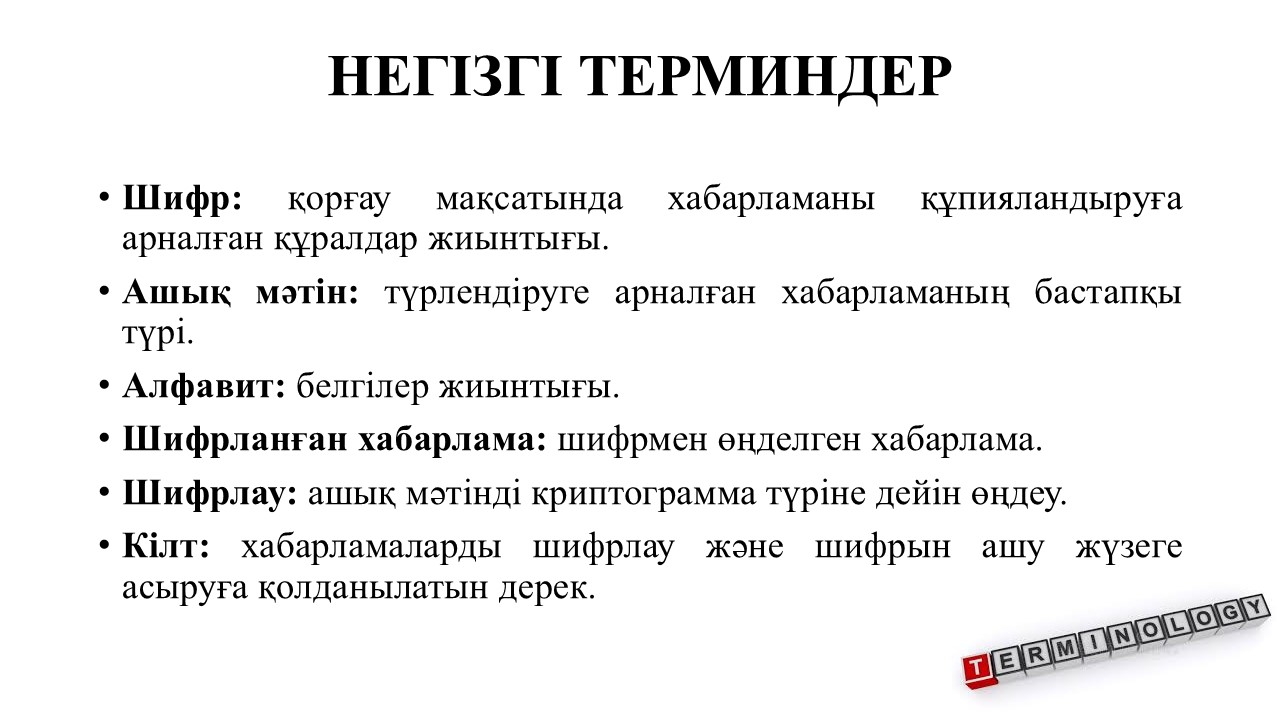 НЕГІЗГІ ТЕРМИНДЕР
• Шифр: қорғау мақсатында хабарламаны құпияландыруға
арналған құралдар жиынтығы.
• Ашық мәтін: түрлендіруге арналған хабарламаның бастапқы
түрі.
• Алфавит: белгілер жиынтығы.
• Шифрланған хабарлама: шифрмен өңделген хабарлама.
• Шифрлау: ашық мәтінді криптограмма түріне дейін өңдеу.
• Кілт: хабарламаларды шифрлау және шифрын ашу жүзеге
асыруға қолданылатын дерек.
TERMINOLOGY